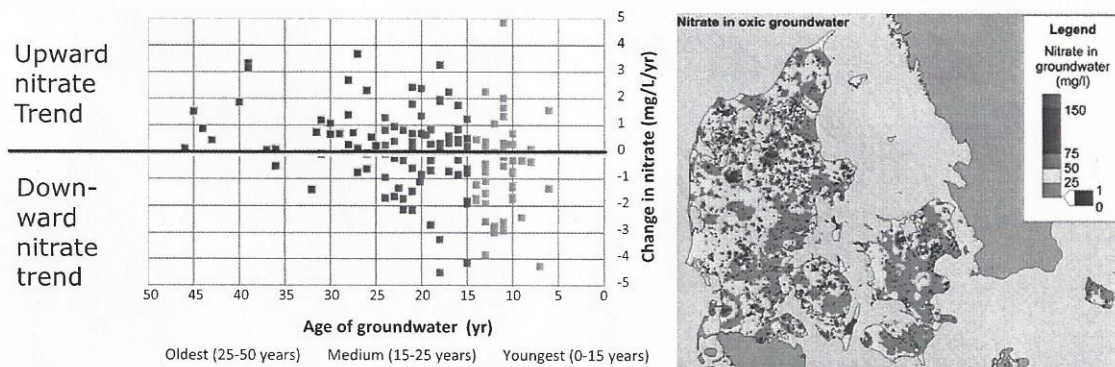 Upward
nitrate
Trend
Down-
ward
nitrate
trend
5
4
3
2
1
0
-1
-2
-3
-4
-5
Change in nitrate (mg/L/yr)
50 45 40 35 30 25 20 15 10 5 0
Age of groundwater (yr)
Oldest (25-50 years) Medium (15-25 years) Youngest (0-15 years)
Nitrate in oxic groundwater
Legend
Nitrate in
groundwater
(mg/l)
150
75
50
25
1
0